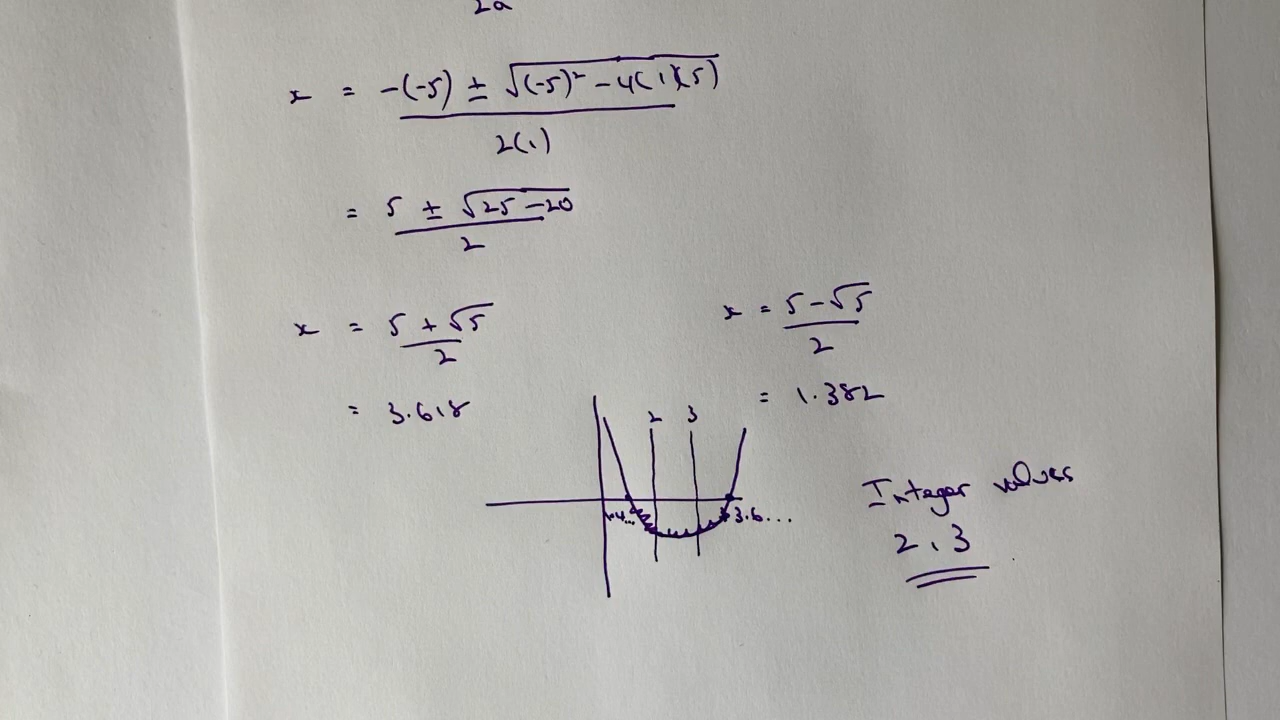 2a
x = -(-5) ± √(-5)² - 4(1)(5)
2(1)
= 5 ± √25 - 20
2
x = 5 + √5
2
= 3.618
x = 5 - √5
2
= 1.382
2 3
3.6...
Integer values
2, 3